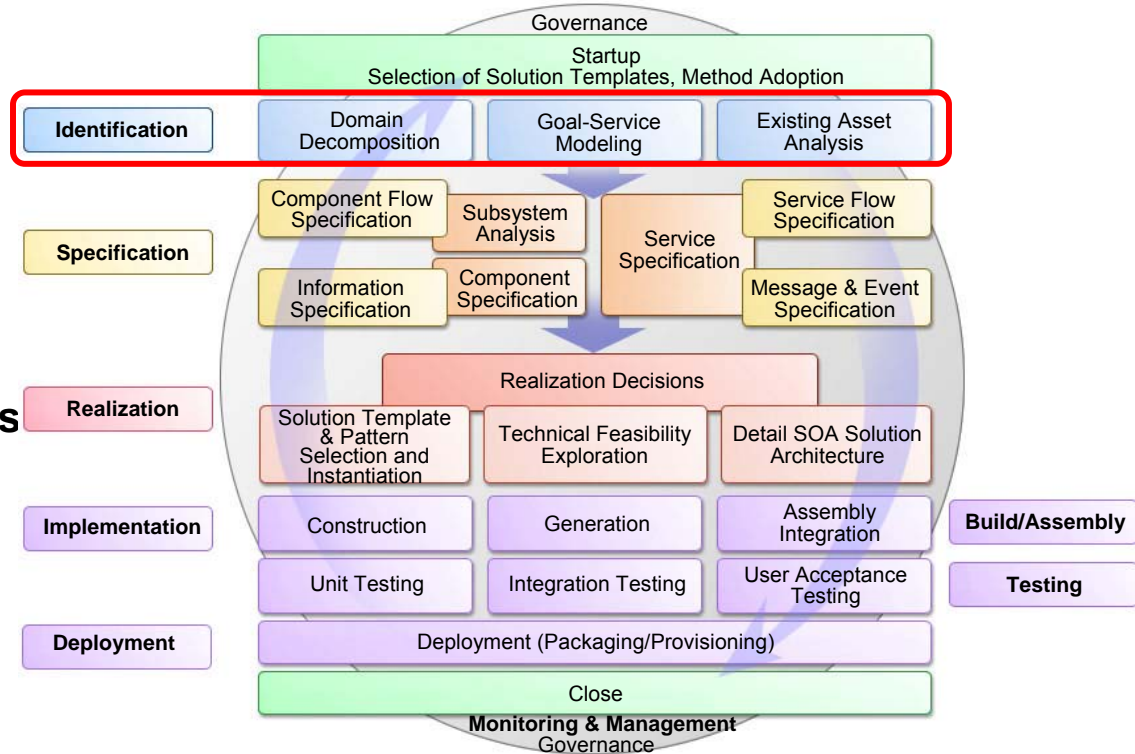 Governance
Startup
Selection of Solution Templates, Method Adoption
Identification
Domain
Decomposition
Goal-Service
Modeling
Existing Asset
Analysis
Specification
Component Flow
Specification
Subsystem
Analysis
Service
Specification
Service Flow
Specification
Information
Specification
Component
Specification
Message & Event
Specification
Realization Decisions
s
Realization
Solution Template
& Pattern
Selection and
Instantiation
Technical Feasibility
Exploration
Detail SOA Solution
Architecture
Implementation
Construction
Generation
Assembly
Integration
Build/Assembly
Unit Testing
Integration Testing
User Acceptance
Testing
Testing
Deployment
Deployment (Packaging/Provisioning)
Close
Monitoring & Management
Governance